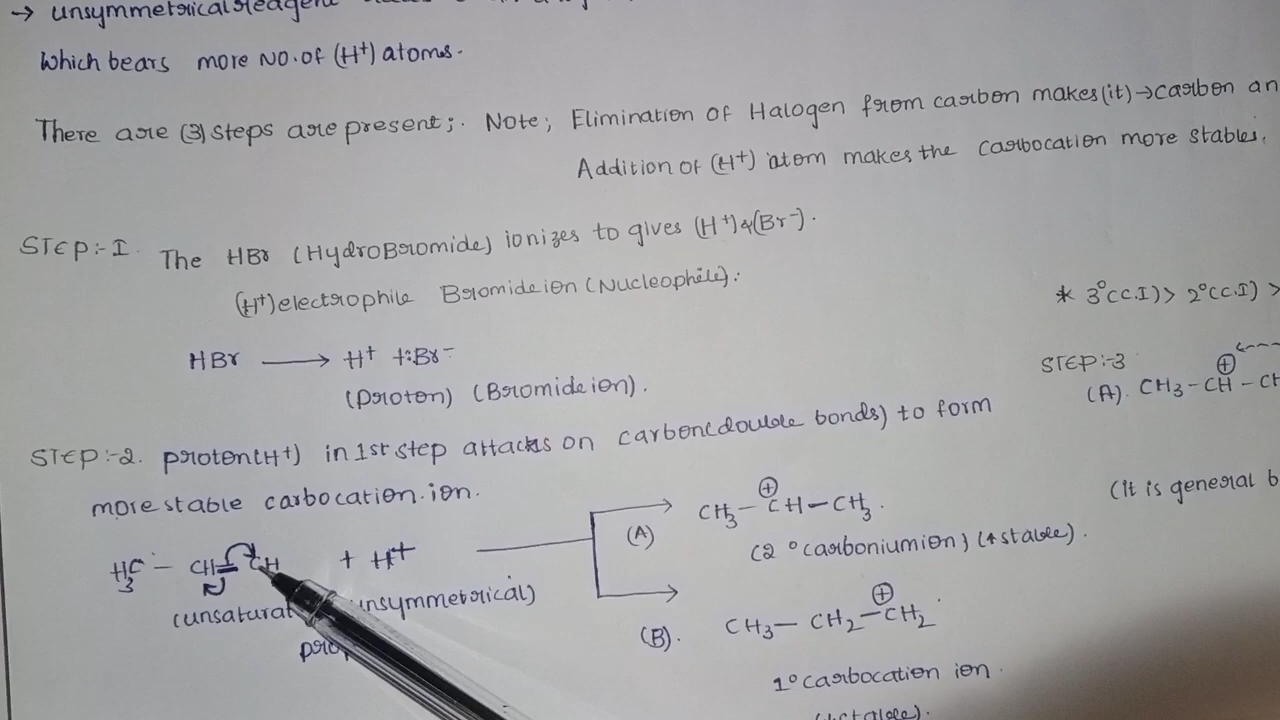 → unsymmetrical reagent
Which bears more NO.of (H⁺) atoms.
There are (3) steps are present;. Note; Elimination of Halogen from carbon makes (it)→carbon an
Addition of (H⁺) atom makes the carbocation more stables.
STEP:-I. The HBr (HydroBromide) ionizes to gives (H⁺)&(Br⁻).
(H⁺) electrophile Bromide ion (Nucleophile):
* 3°(C.I) > 2°(C.I) >
HBr ⟶ H⁺ + :Br⁻
(proton) (Bromide ion).
STEP:-3
(A). CH₃-CH-CH
⊕
STEP:-2. proton(H⁺) in 1st step attacks on carbon(double bonds) to form
more stable carbocation.ion.
(It is general b
H₃C - CH=CH + H⁺
(A) CH₃-CH-CH₃.
⊕
(2° carboniumion) (↑stable).
(unsaturat nsymmetrical)
(B). CH₃-CH₂-CH₂
⊕
1° carbocation ion.